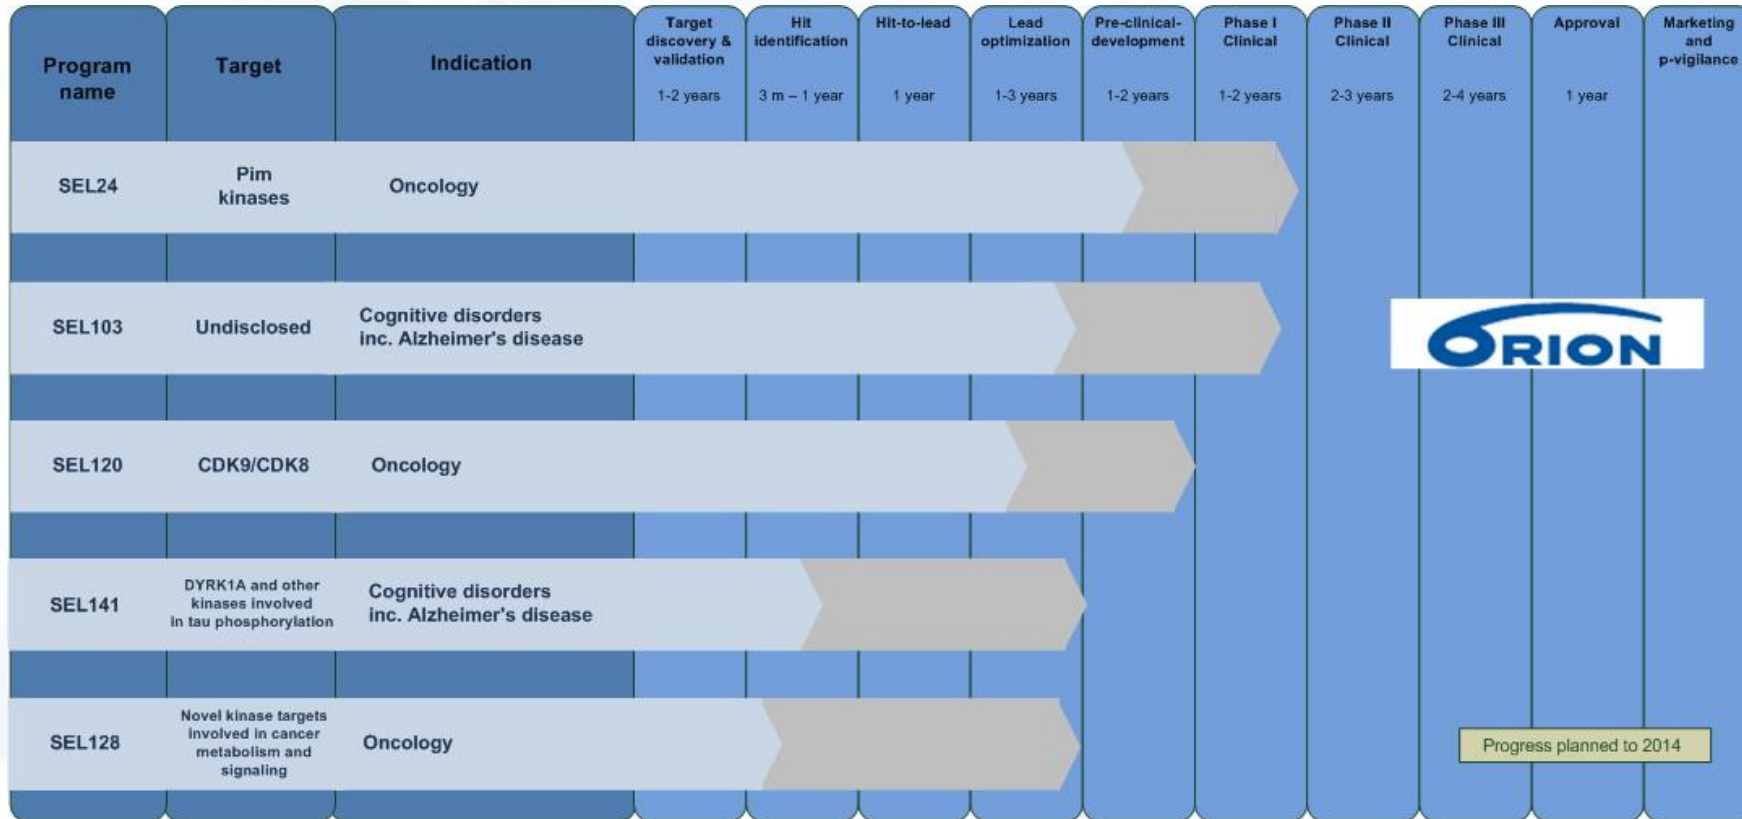 Program
name
Target
Indication
Target
discovery &
validation
1-2 years
Hit
identification
3 m – 1 year
Hit-to-lead
1 year
Lead
optimization
1-3 years
Pre-clinical-
development
1-2 years
Phase I
Clinical
1-2 years
Phase II
Clinical
2-3 years
Phase III
Clinical
2-4 years
Approval
1 year
Marketing
and
p-vigilance
SEL24
Pim
kinases
Oncology
SEL103
Undisclosed
Cognitive disorders
inc. Alzheimer's disease
ORION
SEL120
CDK9/CDK8
Oncology
SEL141
DYRK1A and other
kinases involved
in tau phosphorylation
Cognitive disorders
inc. Alzheimer's disease
SEL128
Novel kinase targets
involved in cancer
metabolism and
signaling
Oncology
Progress planned to 2014